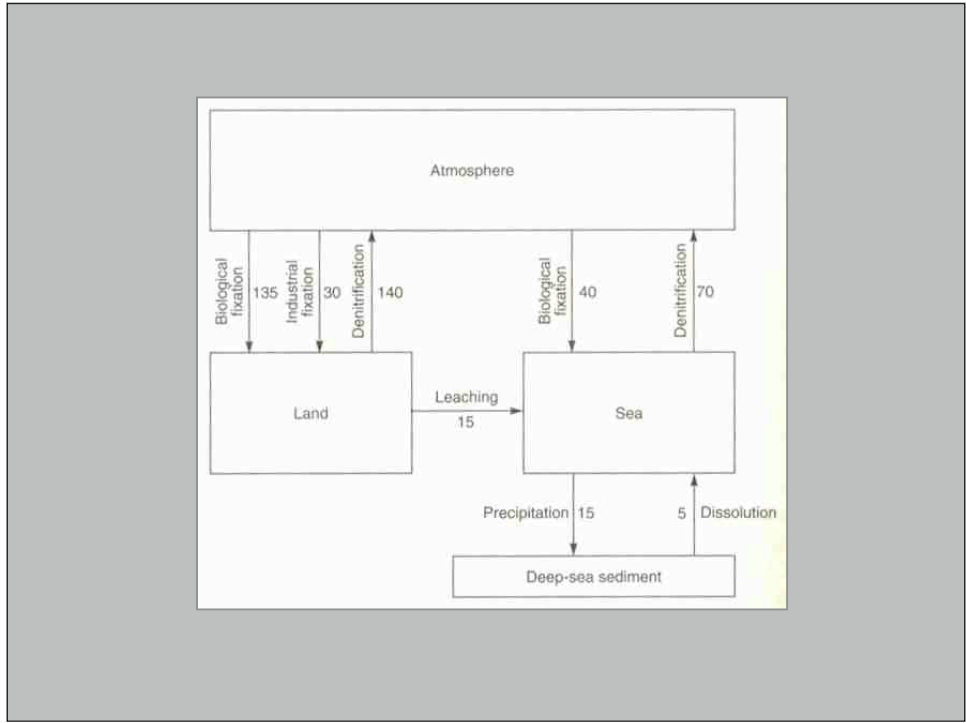 Atmosphere
Biological
fixation
135
Industrial
fixation
30
Denitrification
140
Biological
fixation
40
Denitrification
70
Land
Leaching
15
Sea
Precipitation
15
5
Dissolution
Deep-sea sediment